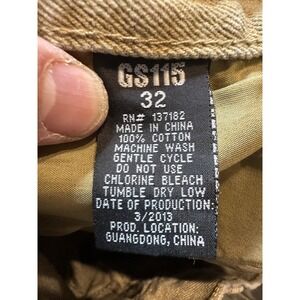 GS115
32
RN# 137182
MADE IN CHINA
100% COTTON
MACHINE WASH
GENTLE CYCLE
DO NOT USE
CHLORINE BLEACH
TUMBLE DRY LOW
DATE OF PRODUCTION:
3/2013
PROD. LOCATION:
GUANGDONG, CHINA